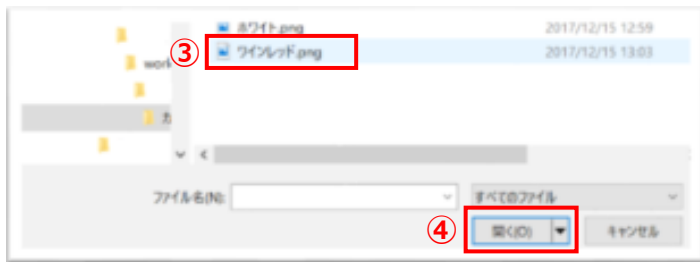 ホワイト.png 2017/12/15 12:59
③ ワインレッド.png 2017/12/15 13:03
work
カ
ファイル名(N): すべてのファイル
④ 開く(O) キャンセル